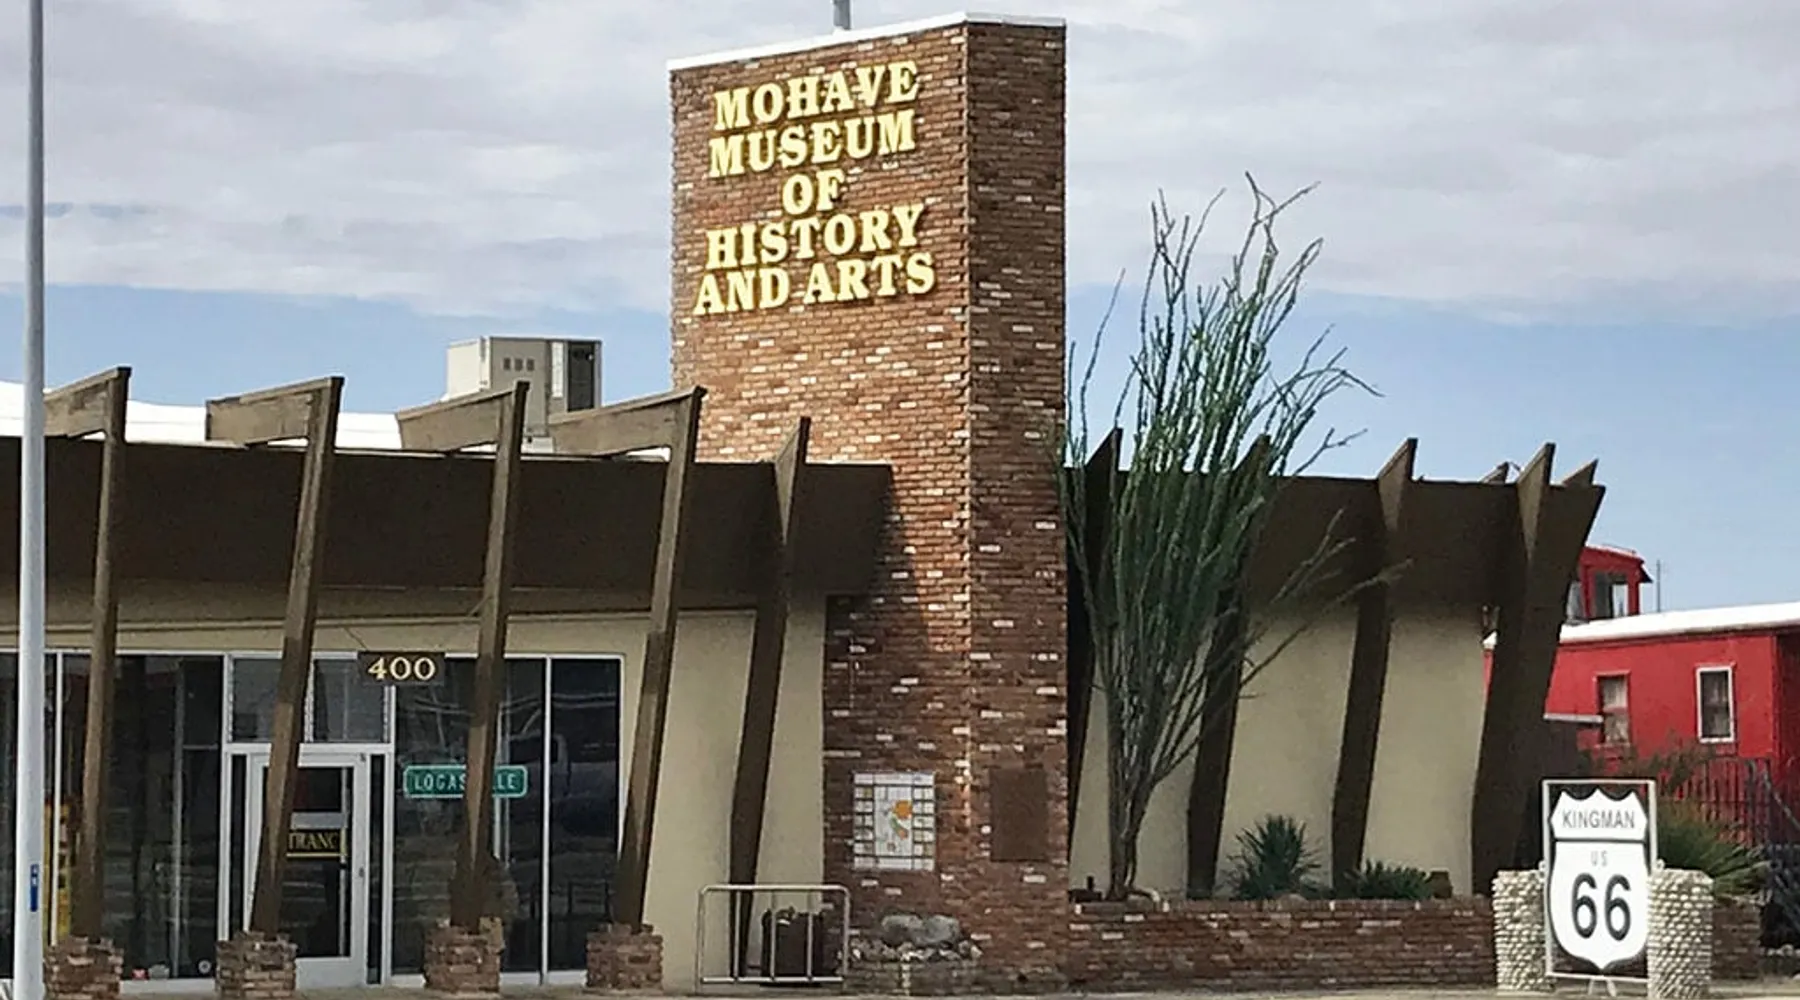 MOHAVE
MUSEUM
OF
HISTORY
AND ARTS
400
KINGMAN
US
66